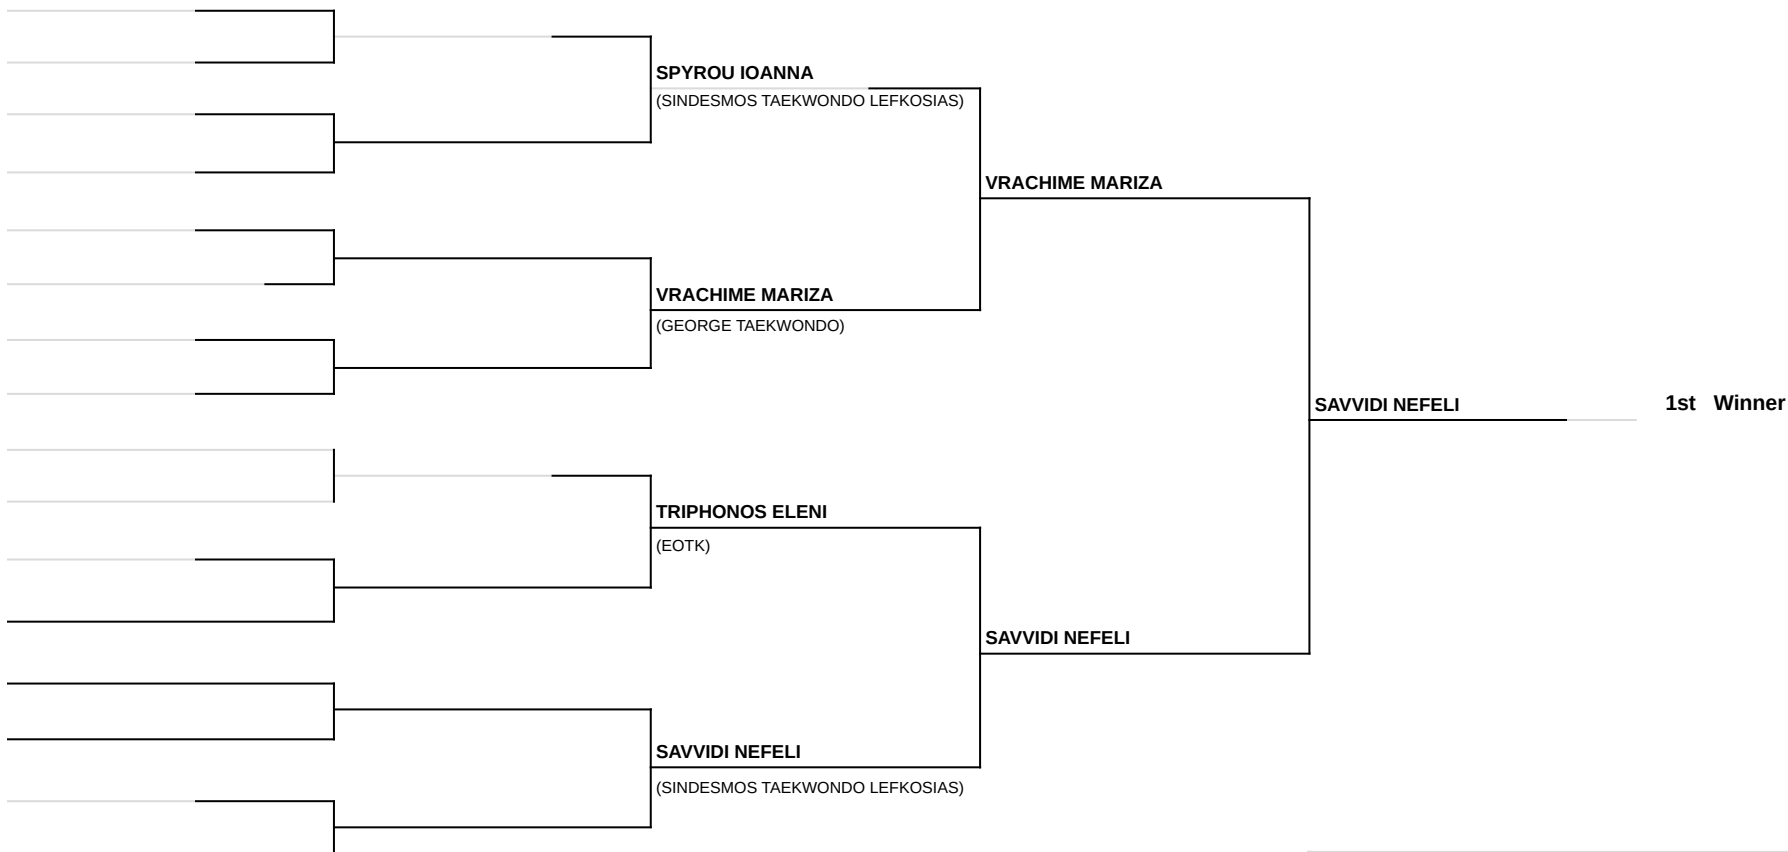 SPYROU IOANNA
(SINDESMOS TAEKWONDO LEFKOSIAS)
VRACHIME MARIZA
VRACHIME MARIZA
(GEORGE TAEKWONDO)
SAVVIDI NEFELI
1st Winner
TRIPHONOS ELENI
(EOTK)
SAVVIDI NEFELI
SAVVIDI NEFELI
(SINDESMOS TAEKWONDO LEFKOSIAS)